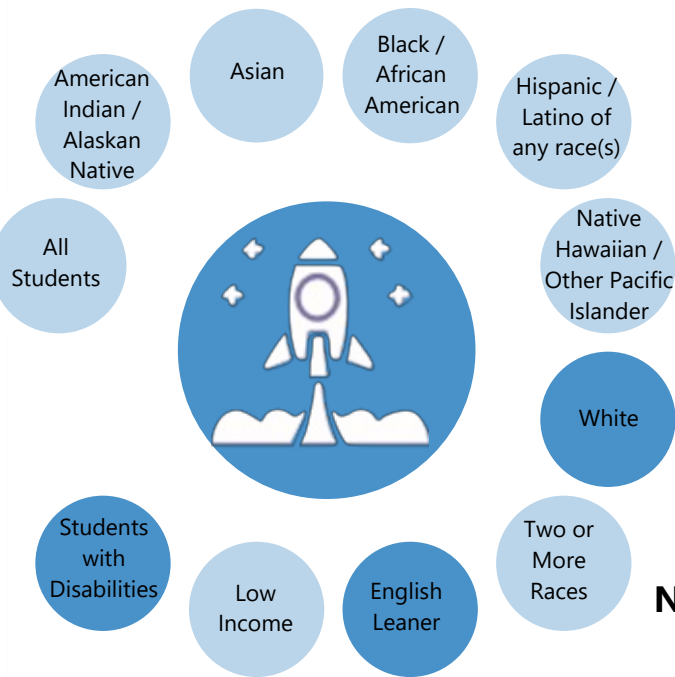 American
Indian /
Alaskan
Native
Asian
Black /
African
American
Hispanic /
Latino of
any race(s)
All
Students
Native
Hawaiian /
Other Pacific
Islander
White
Students
with
Disabilities
Low
Income
English
Leaner
Two or
More
Races
N